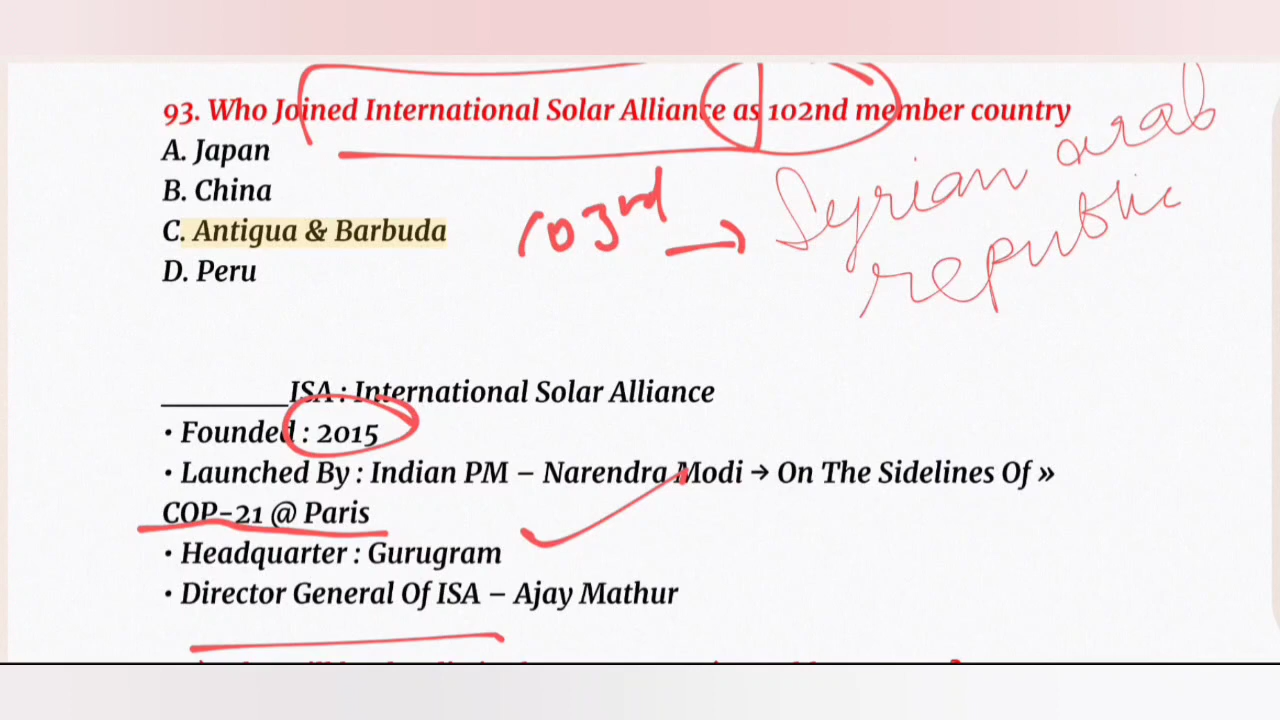 93. Who Joined International Solar Alliance as 102nd member country
A. Japan
B. China
C. Antigua & Barbuda
D. Peru
103rd → Syrian arab
republic
_________ISA : International Solar Alliance
• Founded : 2015
• Launched By : Indian PM – Narendra Modi → On The Sidelines Of »
COP-21 @ Paris
• Headquarter : Gurugram
• Director General Of ISA – Ajay Mathur